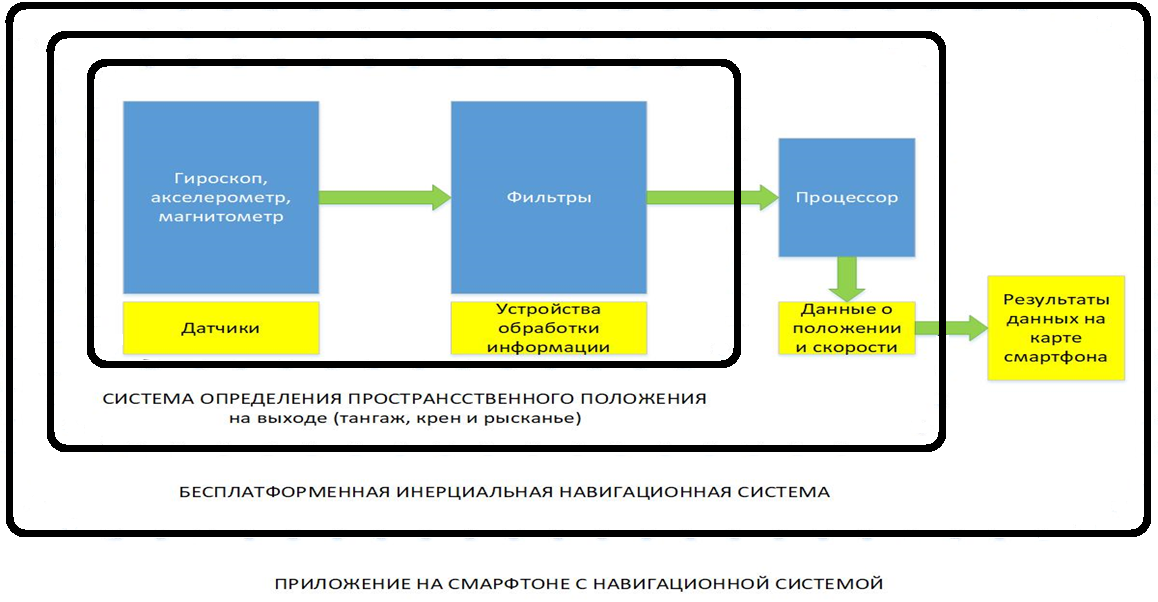 Гироскоп,
акселерометр,
магнитометр
Фильтры
Процессор
Датчики
Устройства
обработки
информации
Данные о
положении
и скорости
Результаты
данных на
карте
смартфона
СИСТЕМА ОПРЕДЕЛЕНИЯ ПРОСТРАНССТВЕННОГО ПОЛОЖЕНИЯ
на выходе (тангаж, крен и рысканье)
БЕСПЛАТФОРМЕННАЯ ИНЕРЦИАЛЬНАЯ НАВИГАЦИОННАЯ СИСТЕМА
ПРИЛОЖЕНИЕ НА СМАРФТОНЕ С НАВИГАЦИОННОЙ СИСТЕМОЙ